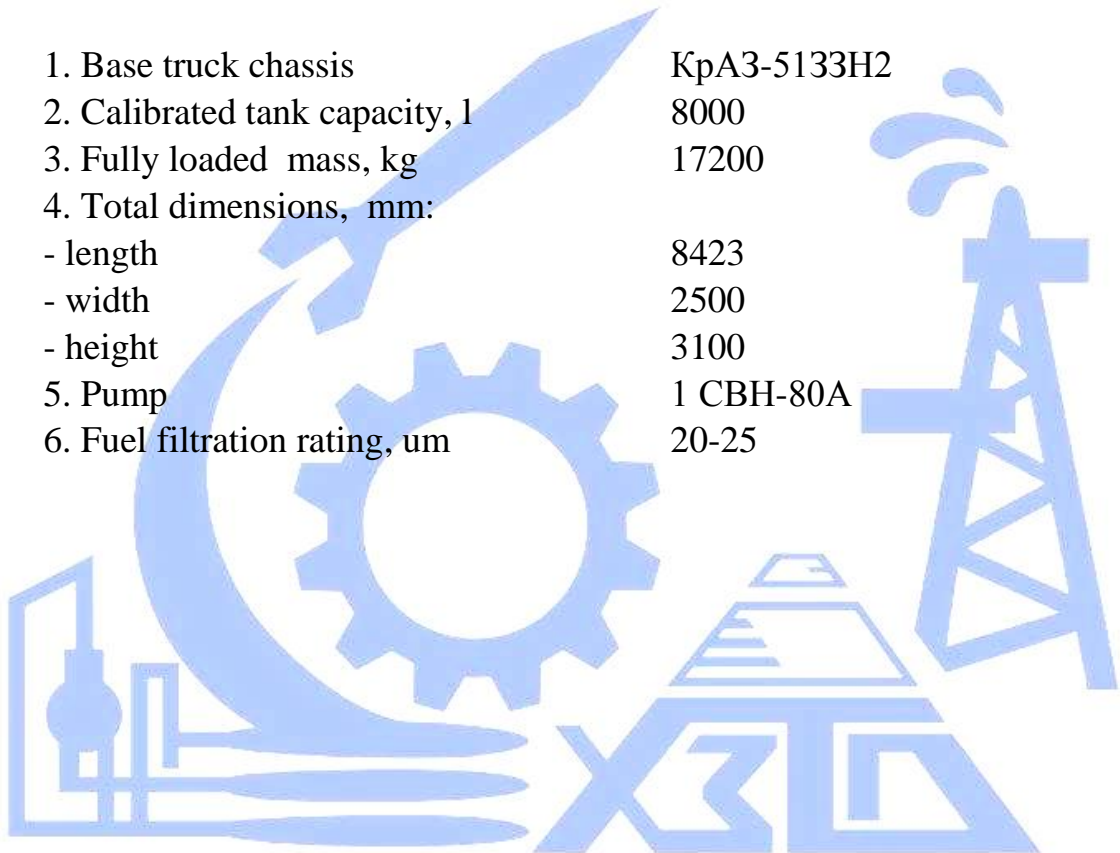 1. Base truck chassis КрАЗ-5133Н2
2. Calibrated tank capacity, l 8000
3. Fully loaded mass, kg 17200
4. Total dimensions, mm:
- length 8423
- width 2500
- height 3100
5. Pump 1 СВН-80А
6. Fuel filtration rating, um 20-25
ХЗТО